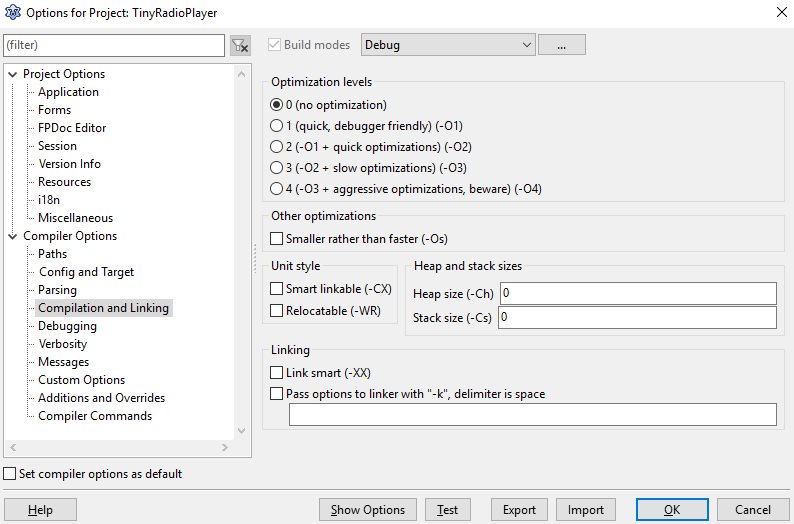 Options for Project: TinyRadioPlayer
(filter)
Build modes
Debug
...
Project Options
Application
Forms
FPDoc Editor
Session
Version Info
Resources
i18n
Miscellaneous
Compiler Options
Paths
Config and Target
Parsing
Compilation and Linking
Debugging
Verbosity
Messages
Custom Options
Additions and Overrides
Compiler Commands
Set compiler options as default
Optimization levels
0 (no optimization)
1 (quick, debugger friendly) (-O1)
2 (-O1 + quick optimizations) (-O2)
3 (-O2 + slow optimizations) (-O3)
4 (-O3 + aggressive optimizations, beware) (-O4)
Other optimizations
Smaller rather than faster (-Os)
Unit style
Smart linkable (-CX)
Relocatable (-WR)
Heap and stack sizes
Heap size (-Ch) 0
Stack size (-Cs) 0
Linking
Link smart (-XX)
Pass options to linker with "-k", delimiter is space
Help
Show Options
Test
Export
Import
OK
Cancel